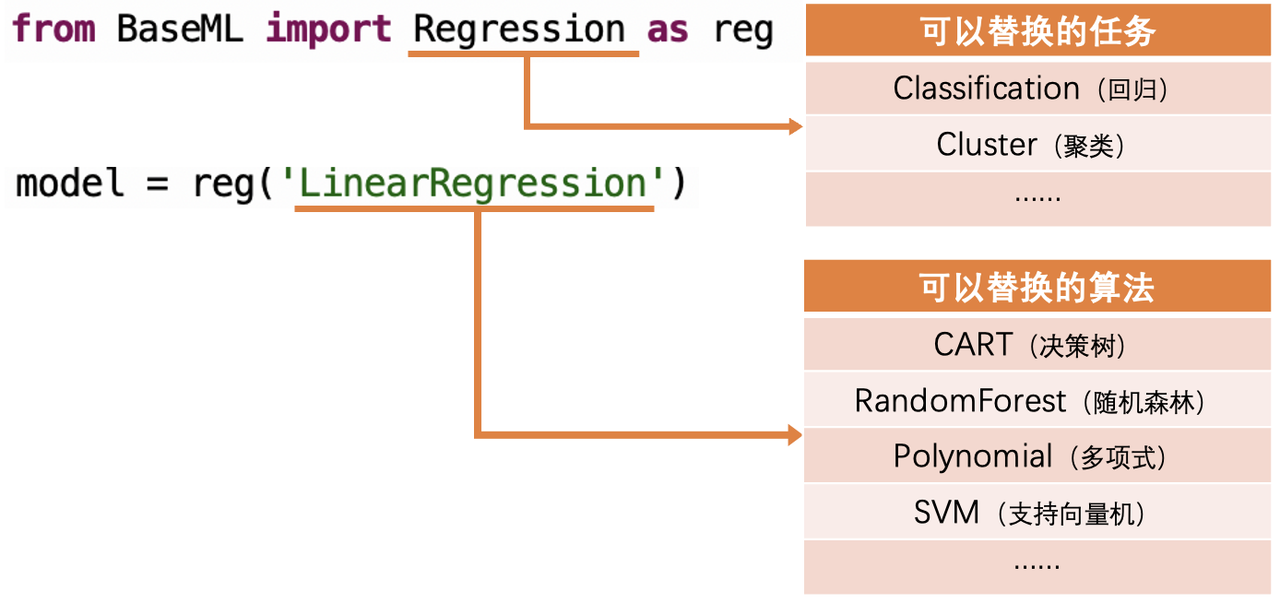 from BaseML import Regression as reg
model = reg('LinearRegression')
可以替换的任务
Classification（回归）
Cluster（聚类）
……
可以替换的算法
CART（决策树）
RandomForest（随机森林）
Polynomial（多项式）
SVM（支持向量机）
……